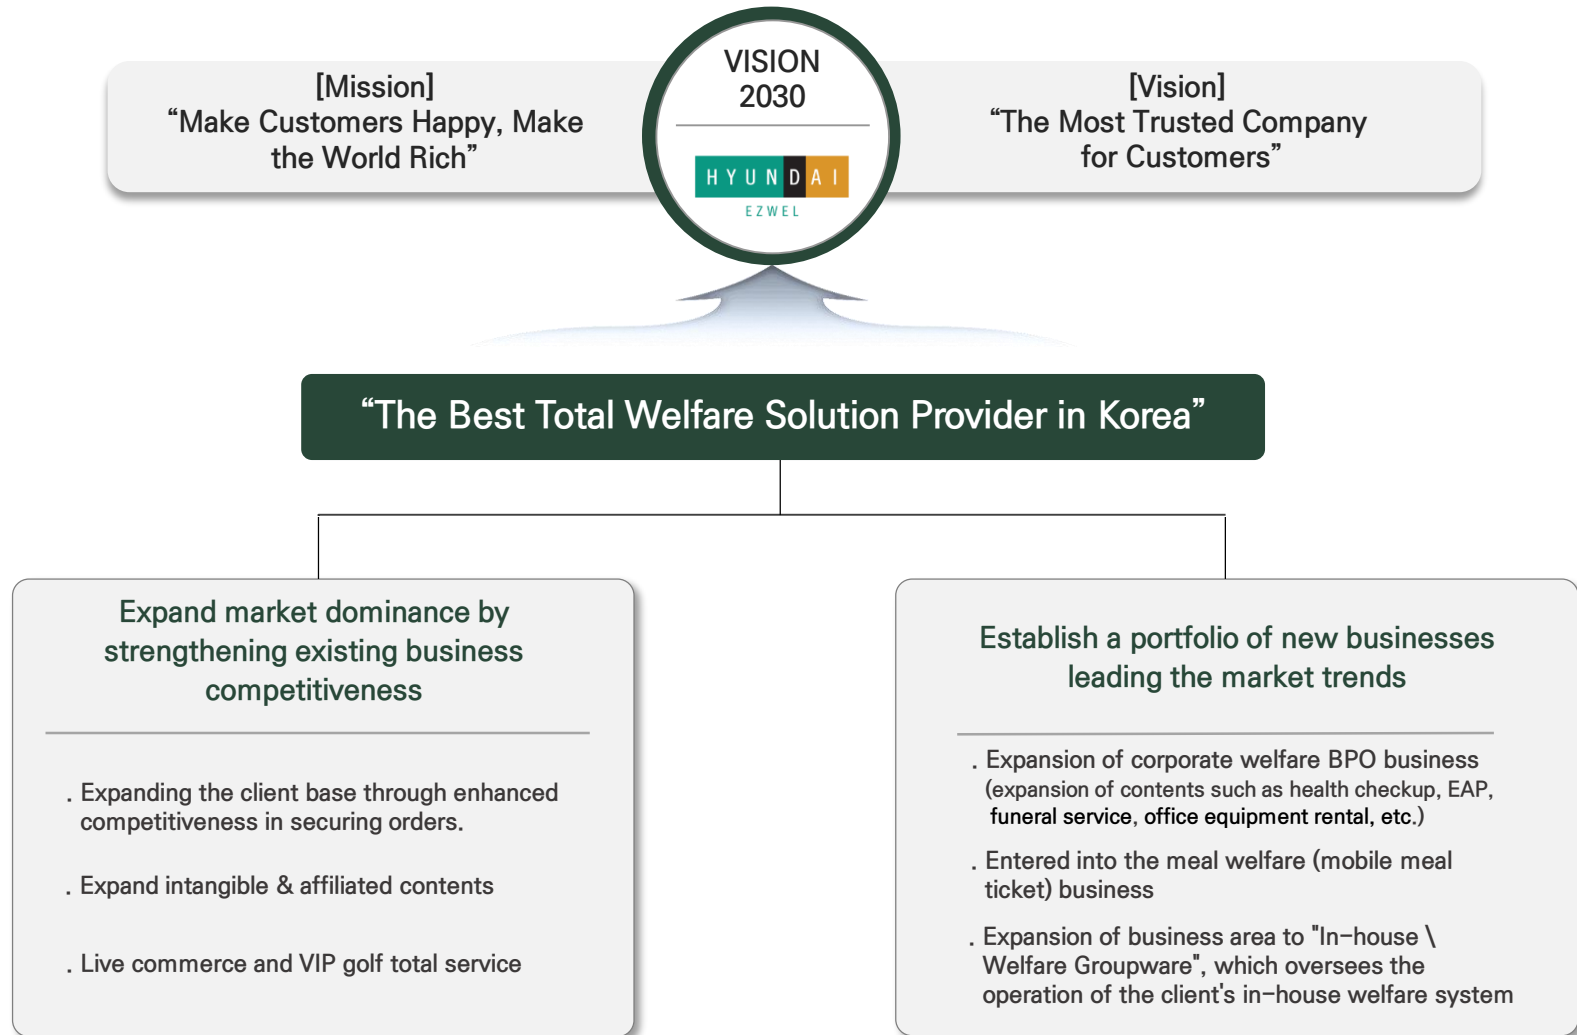 [Mission]
“Make Customers Happy, Make
the World Rich”
VISION
2030
HYUNDAI
EZWEL
[Vision]
“The Most Trusted Company
for Customers”
“The Best Total Welfare Solution Provider in Korea”
Expand market dominance by
strengthening existing business
competitiveness
. Expanding the client base through enhanced
competitiveness in securing orders.
. Expand intangible & affiliated contents
. Live commerce and VIP golf total service
Establish a portfolio of new businesses
leading the market trends
. Expansion of corporate welfare BPO business
(expansion of contents such as health checkup, EAP,
funeral service, office equipment rental, etc.)
. Entered into the meal welfare (mobile meal
ticket) business
. Expansion of business area to "In-house \
Welfare Groupware", which oversees the
operation of the client's in-house welfare system